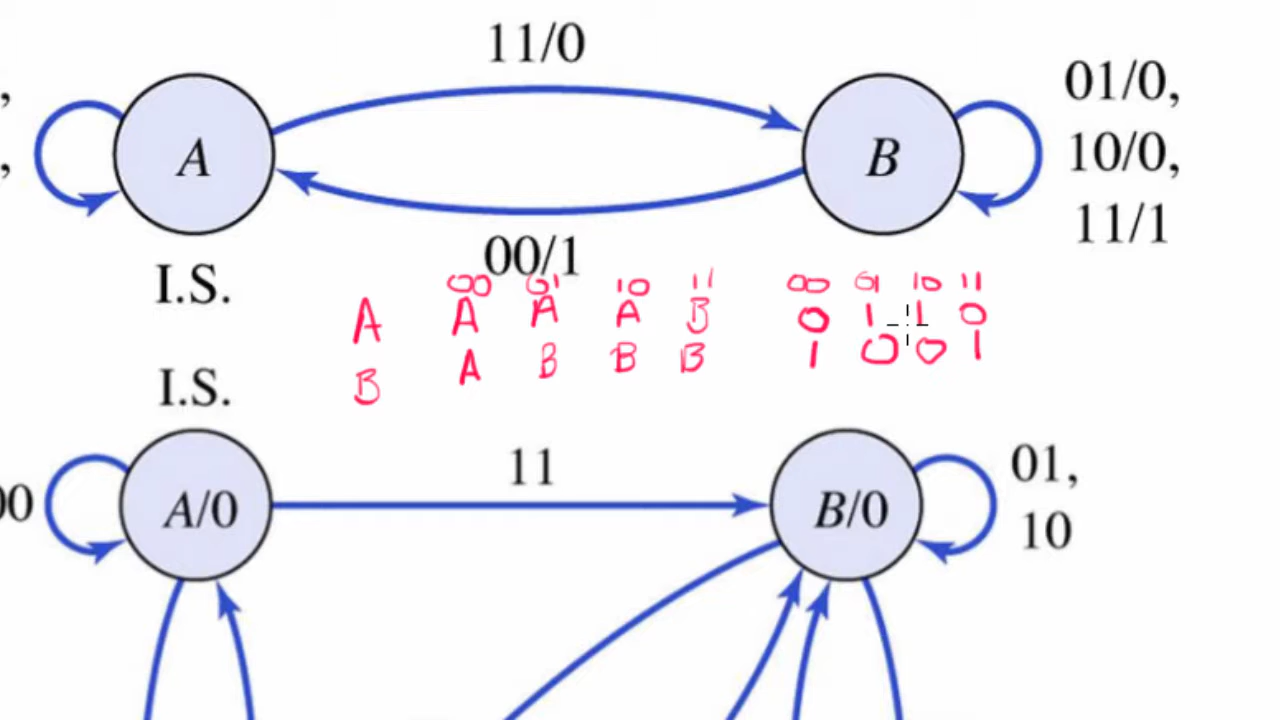 11/0
,
,
A
B
01/0,
10/0,
11/1
00/1
I.S.
00 01 10 11 00 01 10 11
A A A A B 0 1 1 0
B A B B B 1 0 0 1
I.S.
11
00
A/0
B/0
01,
10